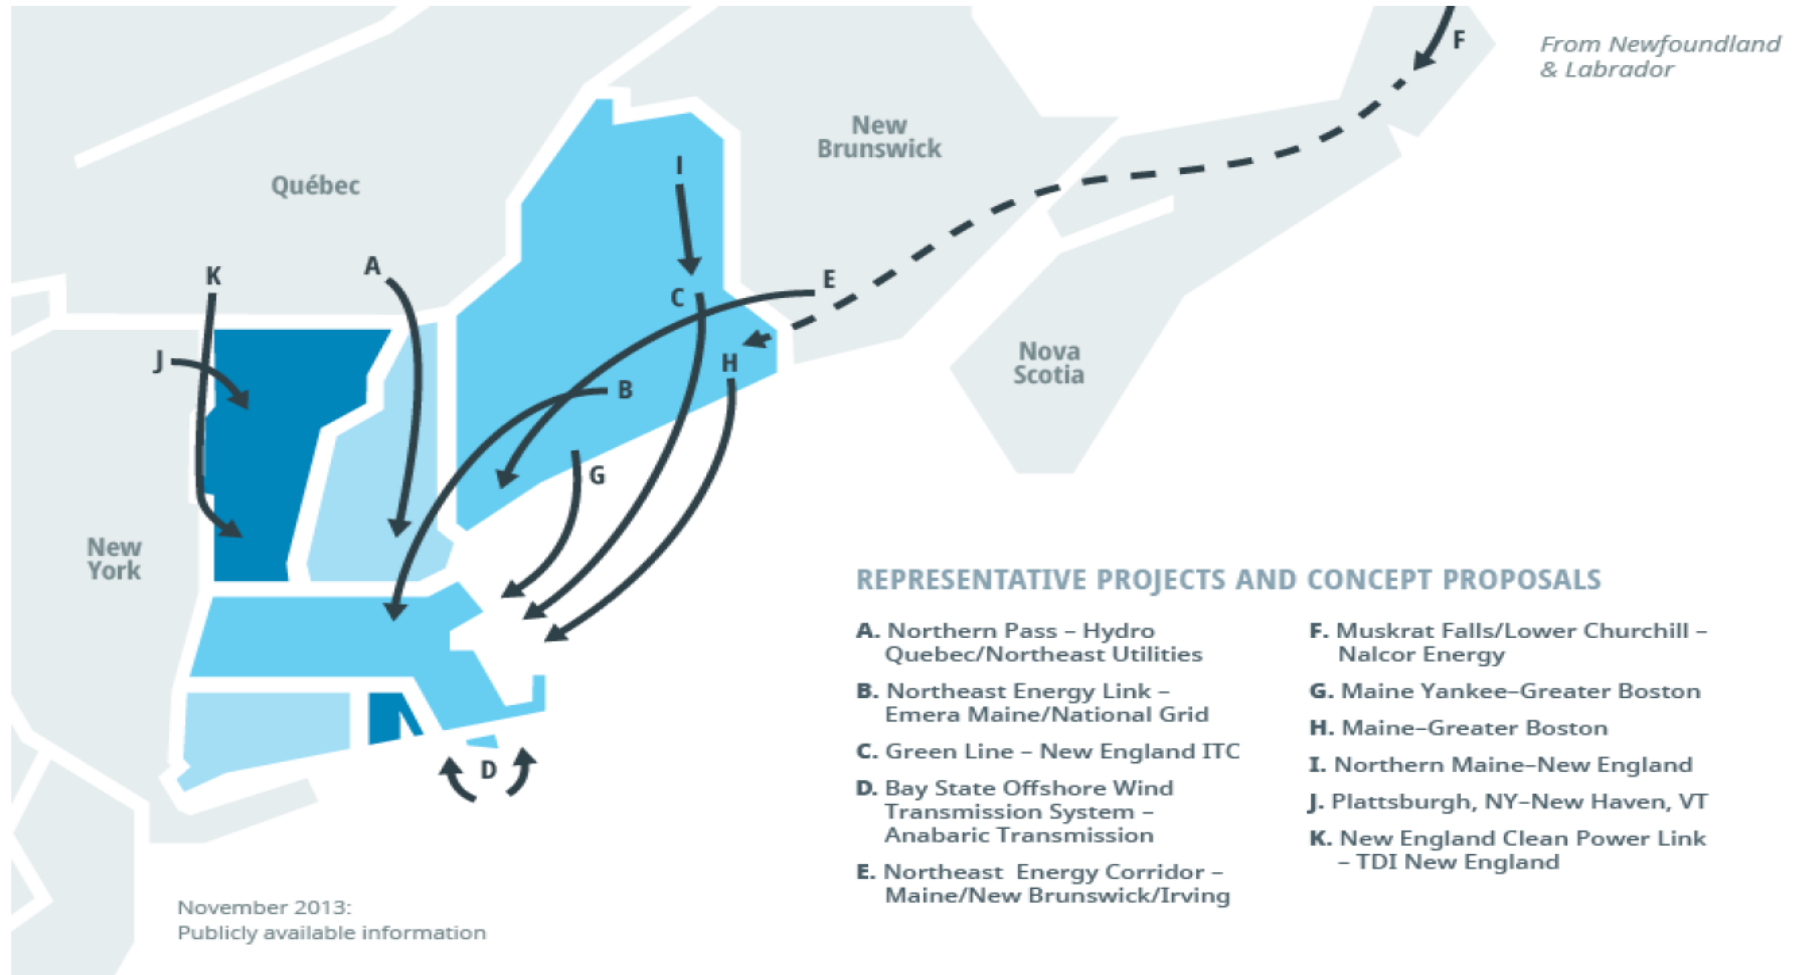 F
From Newfoundland
& Labrador
New
Brunswick
I
Québec
K
A
E
C
J
H
Nova
Scotia
B
G
New
York
D
REPRESENTATIVE PROJECTS AND CONCEPT PROPOSALS
A. Northern Pass – Hydro
Quebec/Northeast Utilities
B. Northeast Energy Link –
Emera Maine/National Grid
C. Green Line – New England ITC
D. Bay State Offshore Wind
Transmission System –
Anabaric Transmission
E. Northeast Energy Corridor –
Maine/New Brunswick/Irving
F. Muskrat Falls/Lower Churchill –
Nalcor Energy
G. Maine Yankee–Greater Boston
H. Maine–Greater Boston
I. Northern Maine–New England
J. Plattsburgh, NY–New Haven, VT
K. New England Clean Power Link
– TDI New England
November 2013:
Publicly available information